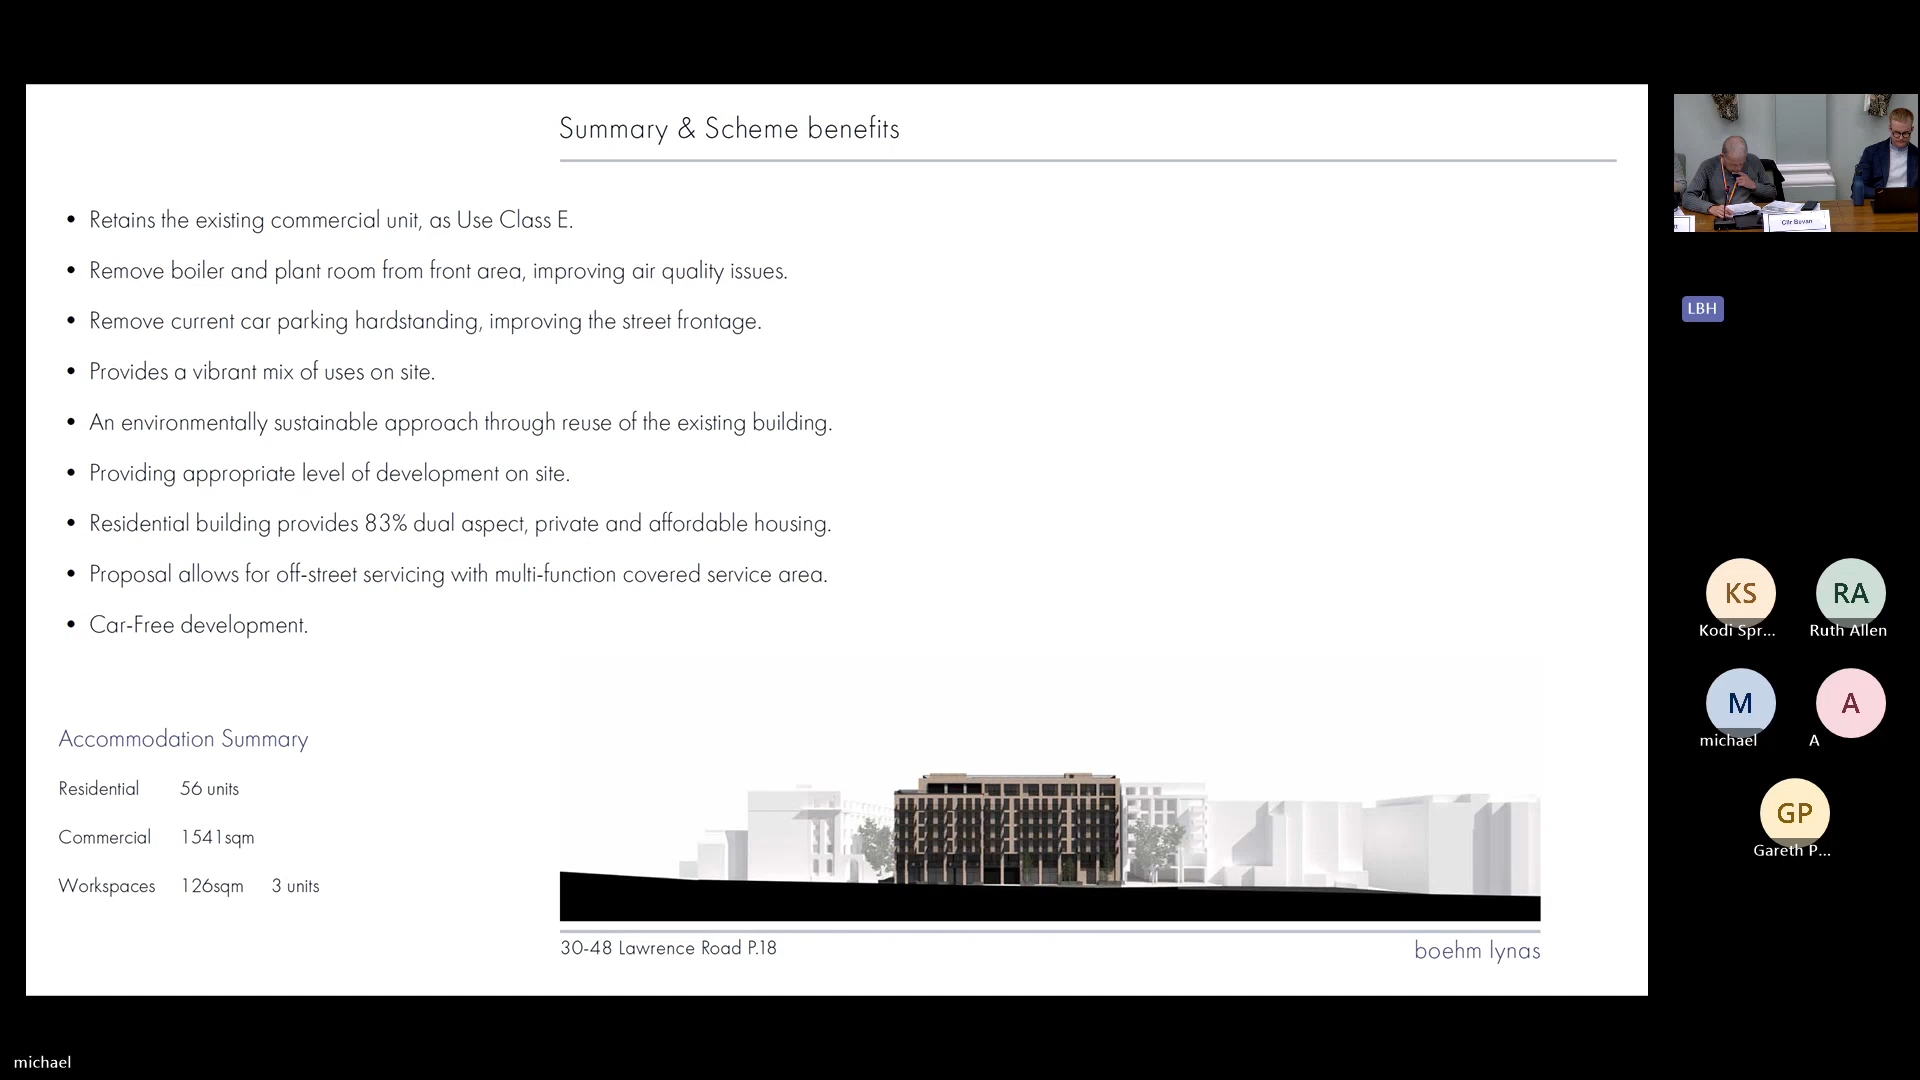 Summary & Scheme benefits
• Retains the existing commercial unit, as Use Class E.
• Remove boiler and plant room from front area, improving air quality issues.
• Remove current car parking hardstanding, improving the street frontage.
• Provides a vibrant mix of uses on site.
• An environmentally sustainable approach through reuse of the existing building.
• Providing appropriate level of development on site.
• Residential building provides 83% dual aspect, private and affordable housing.
• Proposal allows for off-street servicing with multi-function covered service area.
• Car-Free development.
Accommodation Summary
Residential 56 units
Commercial 1541sqm
Workspaces 126sqm 3 units
30-48 Lawrence Road P.18
boehm lynas
Cllr Bevan
LBH
KS
Kodi Spr...
RA
Ruth Allen
M
michael
A
A
GP
Gareth P...
michael